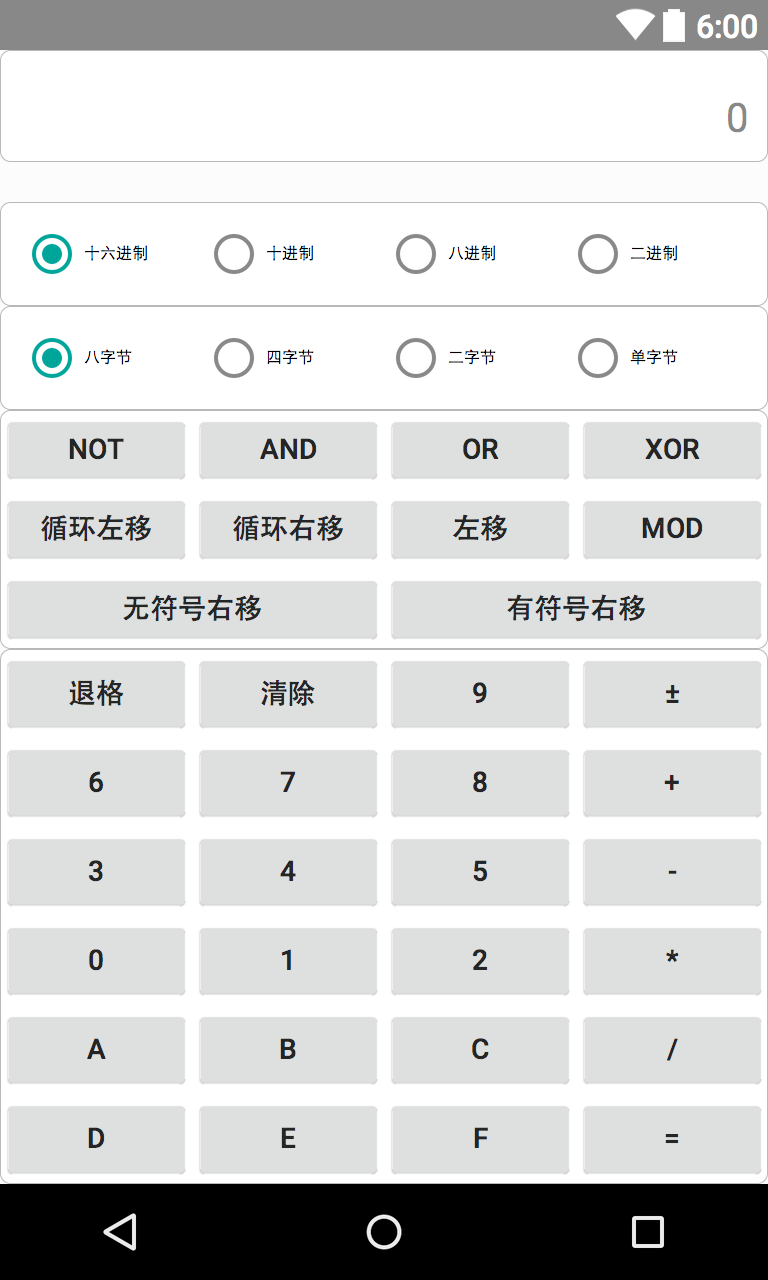 6:00
0
十六进制 十进制 八进制 二进制
八字节 四字节 二字节 单字节
NOT AND OR XOR
循环左移 循环右移 左移 MOD
无符号右移 有符号右移
退格 清除 9 ±
6 7 8 +
3 4 5 -
0 1 2 *
A B C /
D E F =